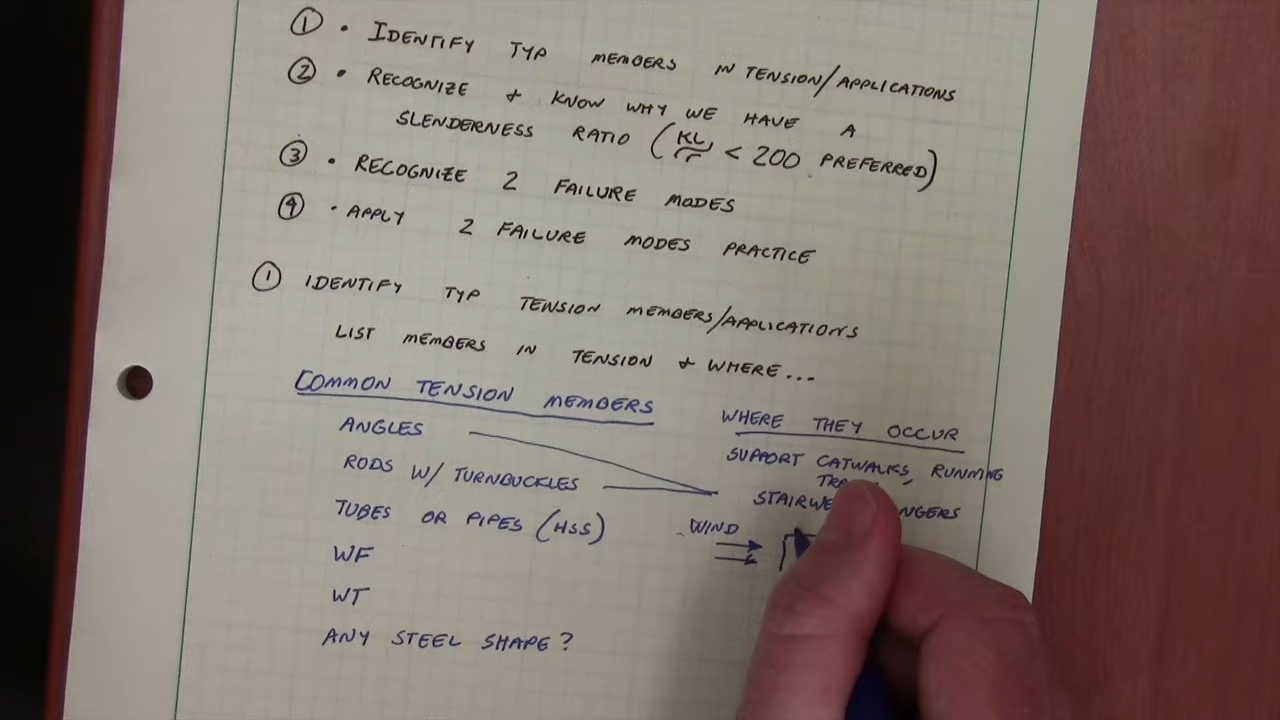 ① • IDENTIFY TYP MEMBERS IN TENSION/APPLICATIONS
② • RECOGNIZE & KNOW WHY WE HAVE A
SLENDERNESS RATIO (KL/r < 200 PREFERRED)
③ • RECOGNIZE 2 FAILURE MODES
④ • APPLY 2 FAILURE MODES PRACTICE
① IDENTIFY TYP TENSION MEMBERS/APPLICATIONS
LIST MEMBERS IN TENSION & WHERE...
COMMON TENSION MEMBERS
ANGLES
RODS W/ TURNBUCKLES
TUBES OR PIPES (HSS)
WF
WT
ANY STEEL SHAPE?
WHERE THEY OCCUR
SUPPORT CATWALKS, RUNNING
WIND